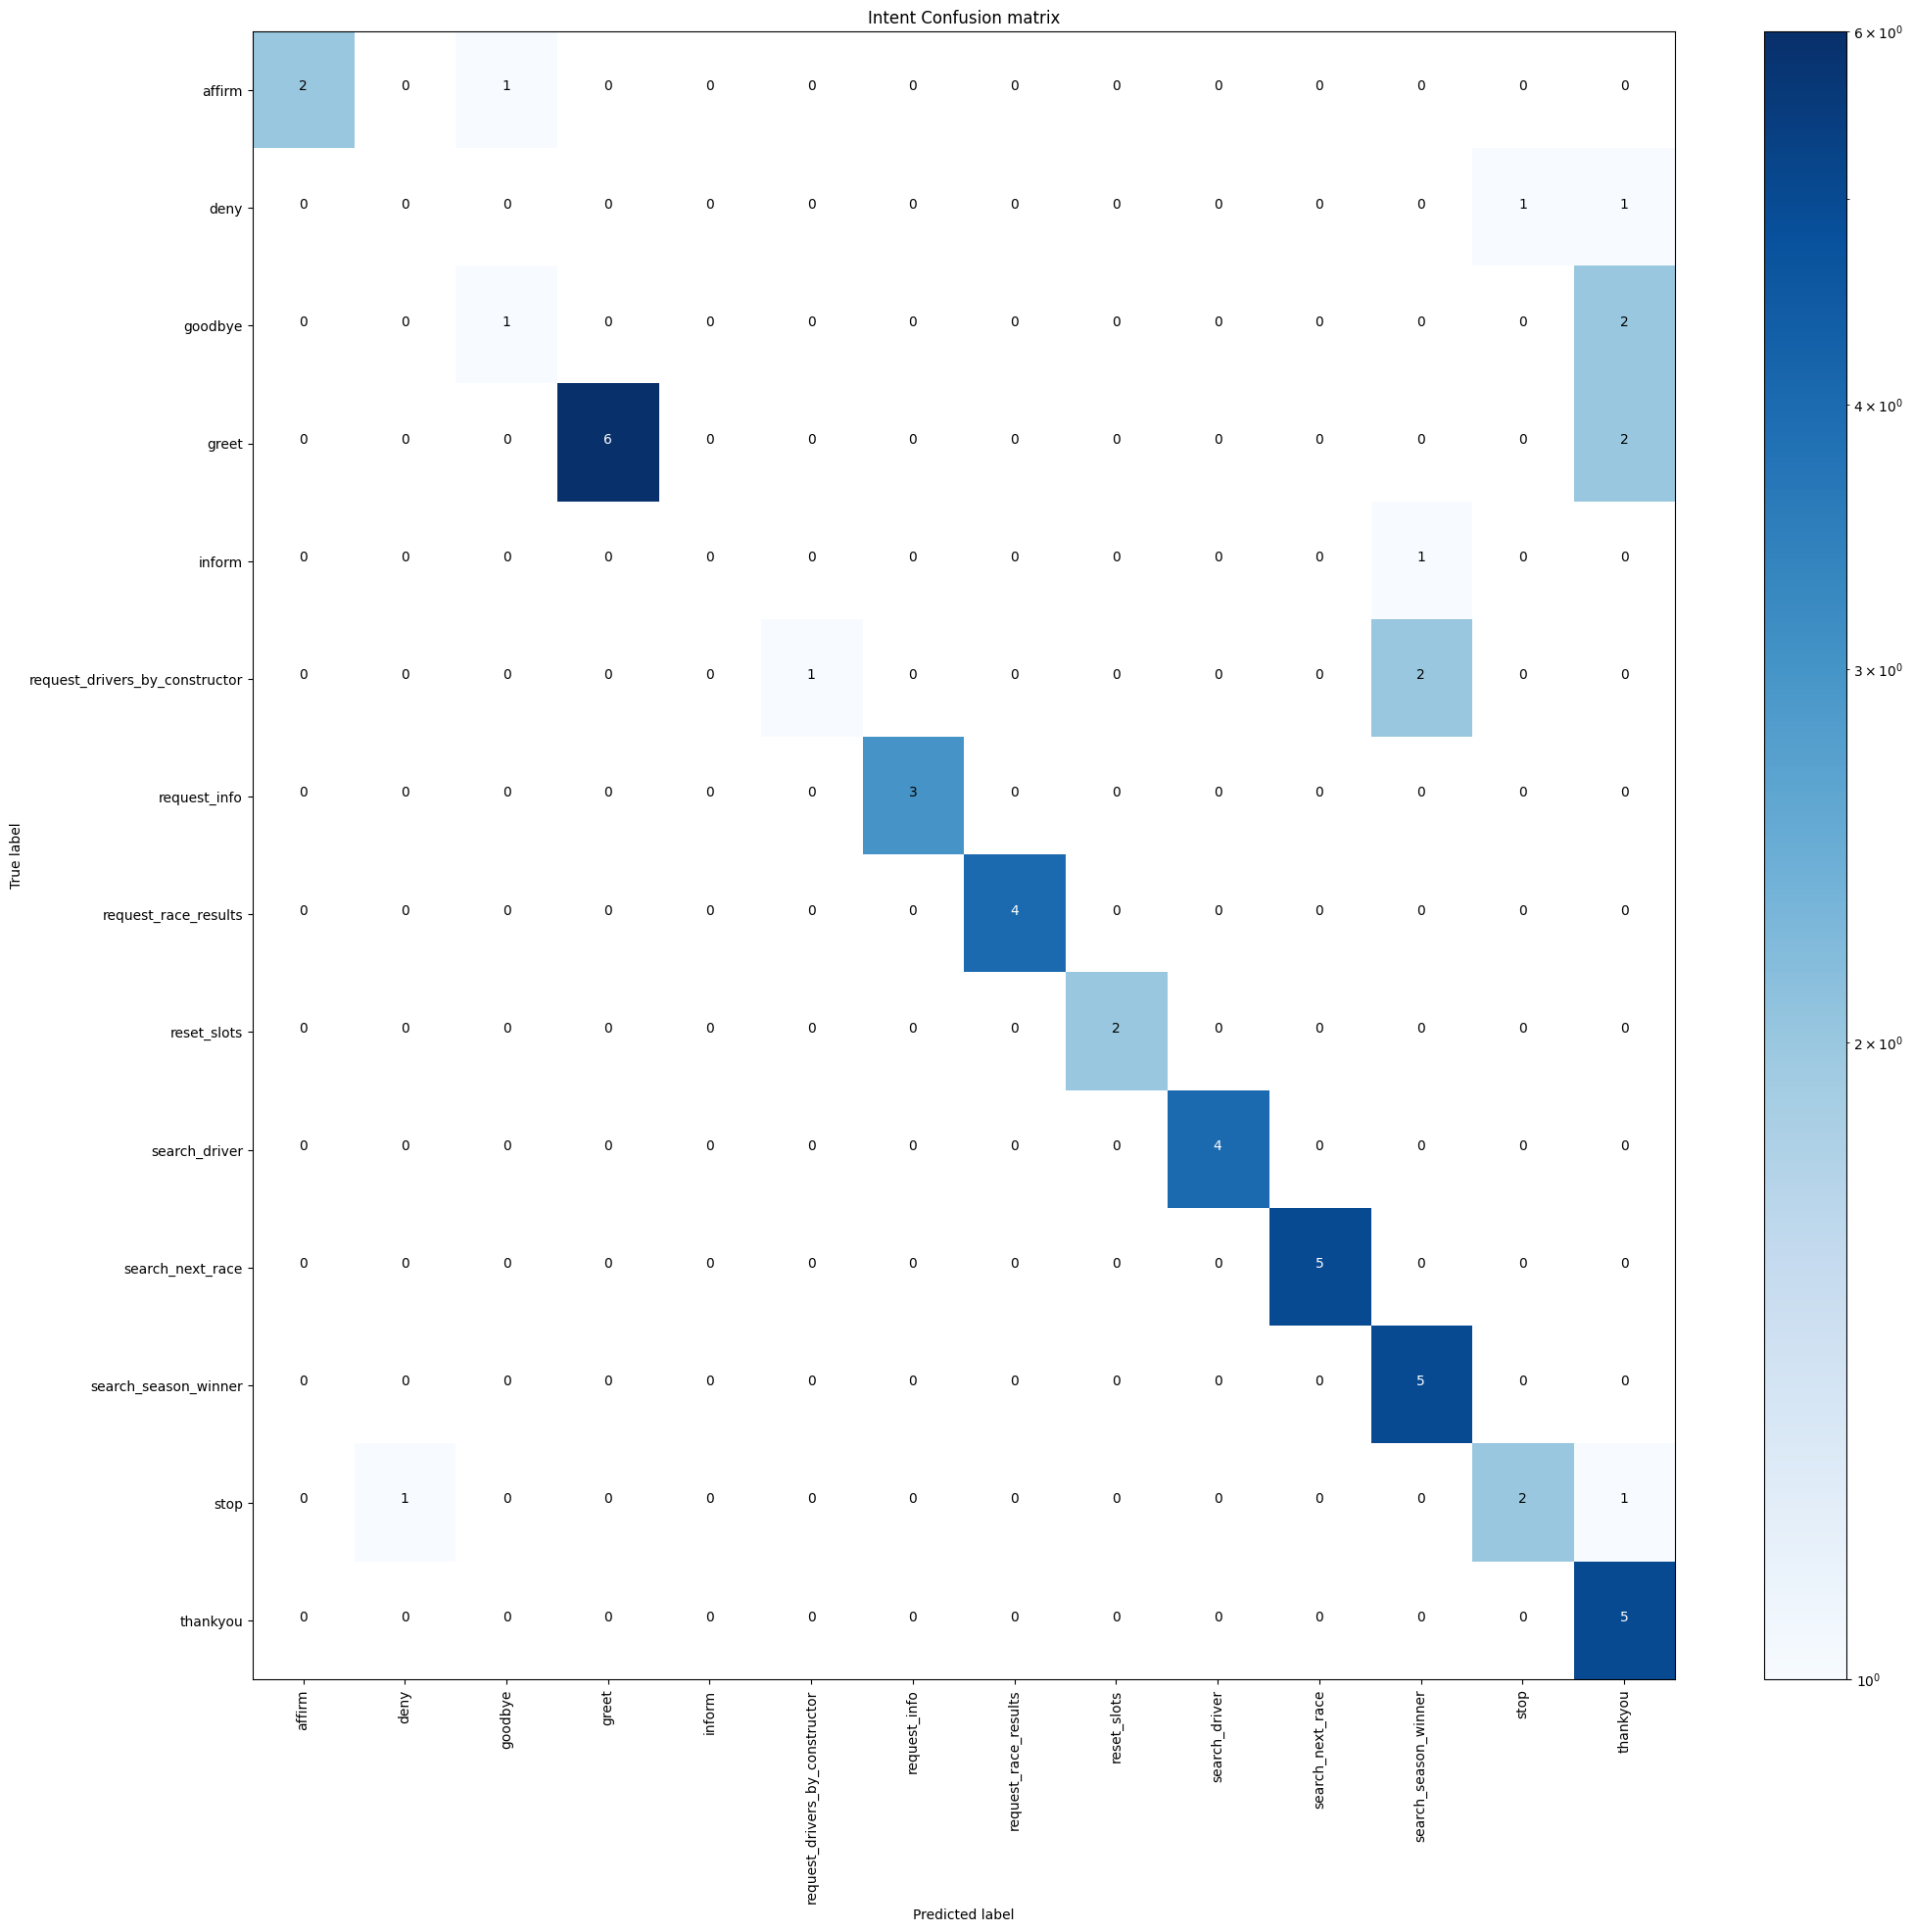 Intent Confusion matrix
affirm 2 0 1 0 0 0 0 0 0 0 0 0 0 0
deny 0 0 0 0 0 0 0 0 0 0 0 0 1 1
goodbye 0 0 1 0 0 0 0 0 0 0 0 0 0 2
greet 0 0 0 6 0 0 0 0 0 0 0 0 0 2
inform 0 0 0 0 0 0 0 0 0 0 0 1 0 0
request_drivers_by_constructor 0 0 0 0 0 1 0 0 0 0 0 2 0 0
request_info 0 0 0 0 0 0 3 0 0 0 0 0 0 0
request_race_results 0 0 0 0 0 0 0 4 0 0 0 0 0 0
reset_slots 0 0 0 0 0 0 0 0 2 0 0 0 0 0
search_driver 0 0 0 0 0 0 0 0 0 4 0 0 0 0
search_next_race 0 0 0 0 0 0 0 0 0 0 5 0 0 0
search_season_winner 0 0 0 0 0 0 0 0 0 0 0 5 0 0
stop 0 1 0 0 0 0 0 0 0 0 0 0 2 1
thankyou 0 0 0 0 0 0 0 0 0 0 0 0 0 5
True label
affirm
deny
goodbye
greet
inform
request_drivers_by_constructor
request_info
request_race_results
reset_slots
search_driver
search_next_race
search_season_winner
stop
thankyou
Predicted label
6 × 10⁰
4 × 10⁰
3 × 10⁰
2 × 10⁰
10⁰